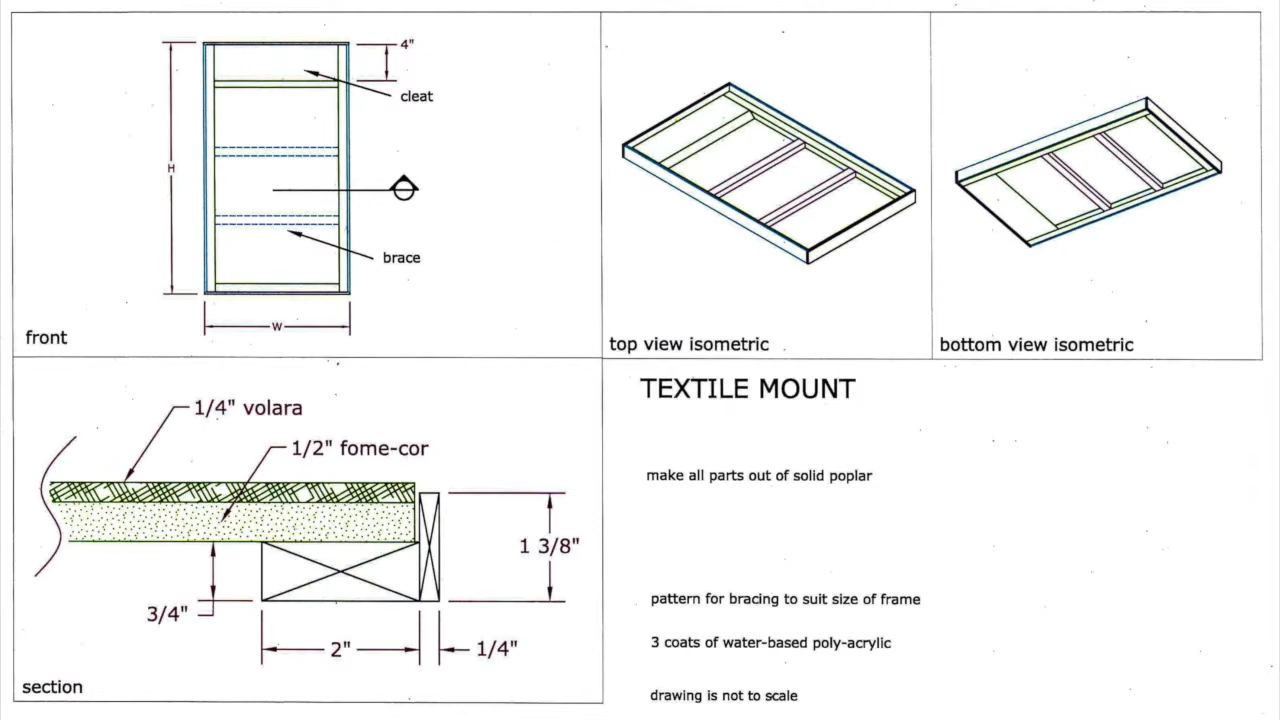 4"
cleat
H
brace
W
front
top view isometric
bottom view isometric
TEXTILE MOUNT
1/4" volara
1/2" fome-cor
make all parts out of solid poplar
1 3/8"
3/4"
2"
1/4"
section
pattern for bracing to suit size of frame
3 coats of water-based poly-acrylic
drawing is not to scale